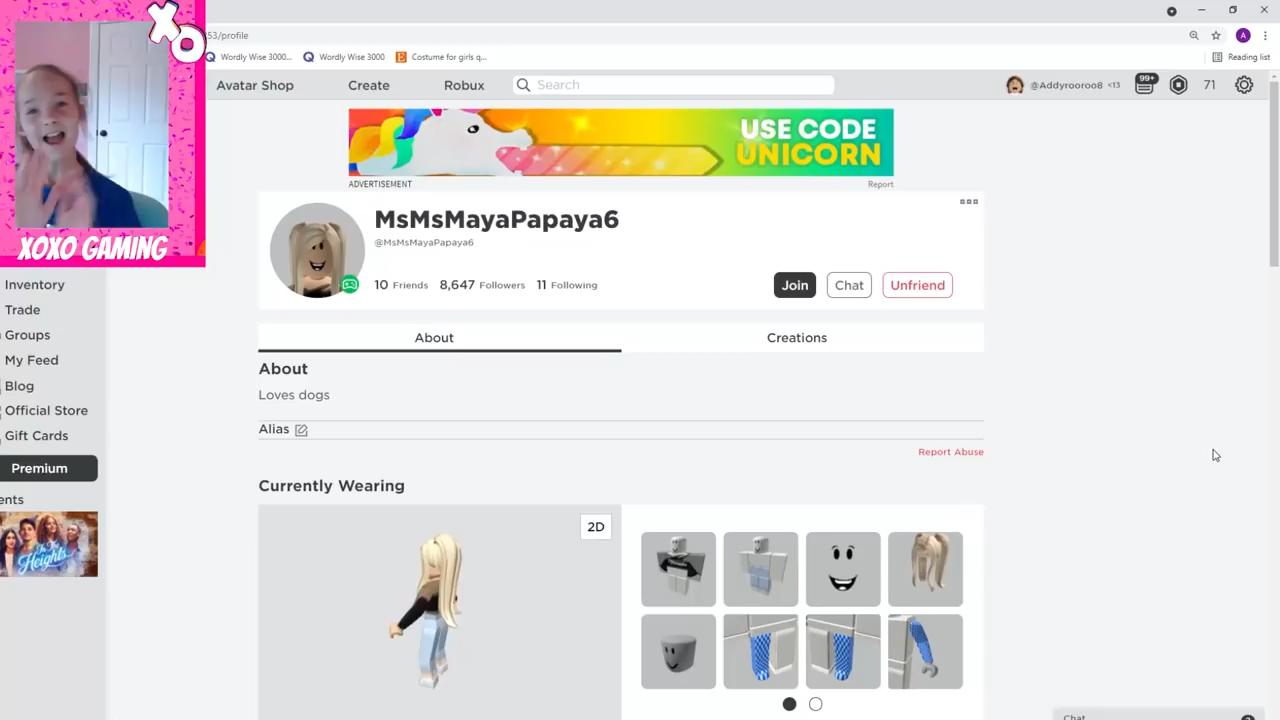 XO
XOXO GAMING
53/profile
Wordly Wise 3000...
Wordly Wise 3000
Costume for girls q...
Reading list
A
Avatar Shop
Create
Robux
Search
@Addyrooroo8 <13
99+
71
USE CODE
UNICORN
ADVERTISEMENT
Report
MsMsMayaPapaya6
@MsMsMayaPapaya6
10 Friends 8,647 Followers 11 Following
Join
Chat
Unfriend
Inventory
Trade
Groups
My Feed
Blog
Official Store
Gift Cards
Premium
ents
In The
Heights
About
Creations
About
Loves dogs
Alias
Report Abuse
Currently Wearing
2D
Chat